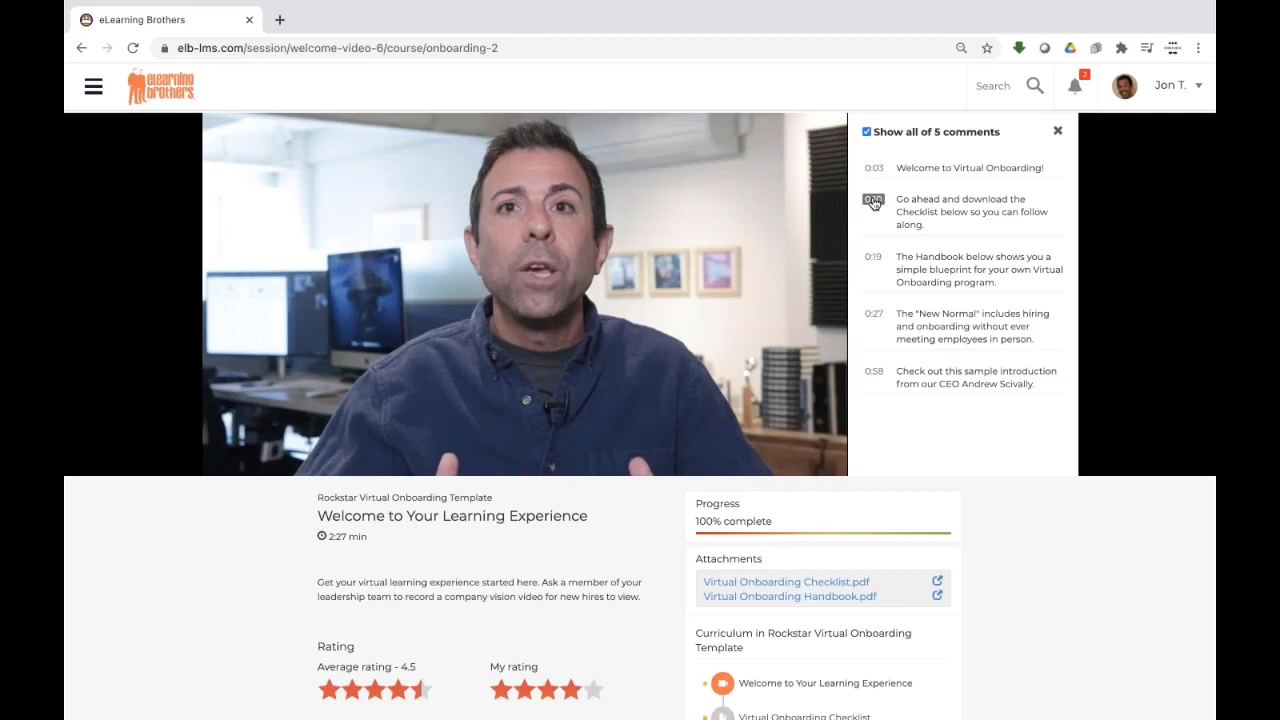 eLearning Brothers
elb-lms.com/session/welcome-video-6/course/onboarding-2
elearning
brothers
Search
2
Jon T.
Show all of 5 comments
0:03 Welcome to Virtual Onboarding!
Go ahead and download the
Checklist below so you can follow
along.
0:19 The Handbook below shows you a
simple blueprint for your own Virtual
Onboarding program.
0:27 The "New Normal" includes hiring
and onboarding without ever
meeting employees in person.
0:58 Check out this sample introduction
from our CEO Andrew Scivally.
Rockstar Virtual Onboarding Template
Welcome to Your Learning Experience
2:27 min
Get your virtual learning experience started here. Ask a member of your
leadership team to record a company vision video for new hires to view.
Rating
Average rating - 4.5
My rating
Progress
100% complete
Attachments
Virtual Onboarding Checklist.pdf
Virtual Onboarding Handbook.pdf
Curriculum in Rockstar Virtual Onboarding
Template
Welcome to Your Learning Experience
Virtual Onboarding Checklist